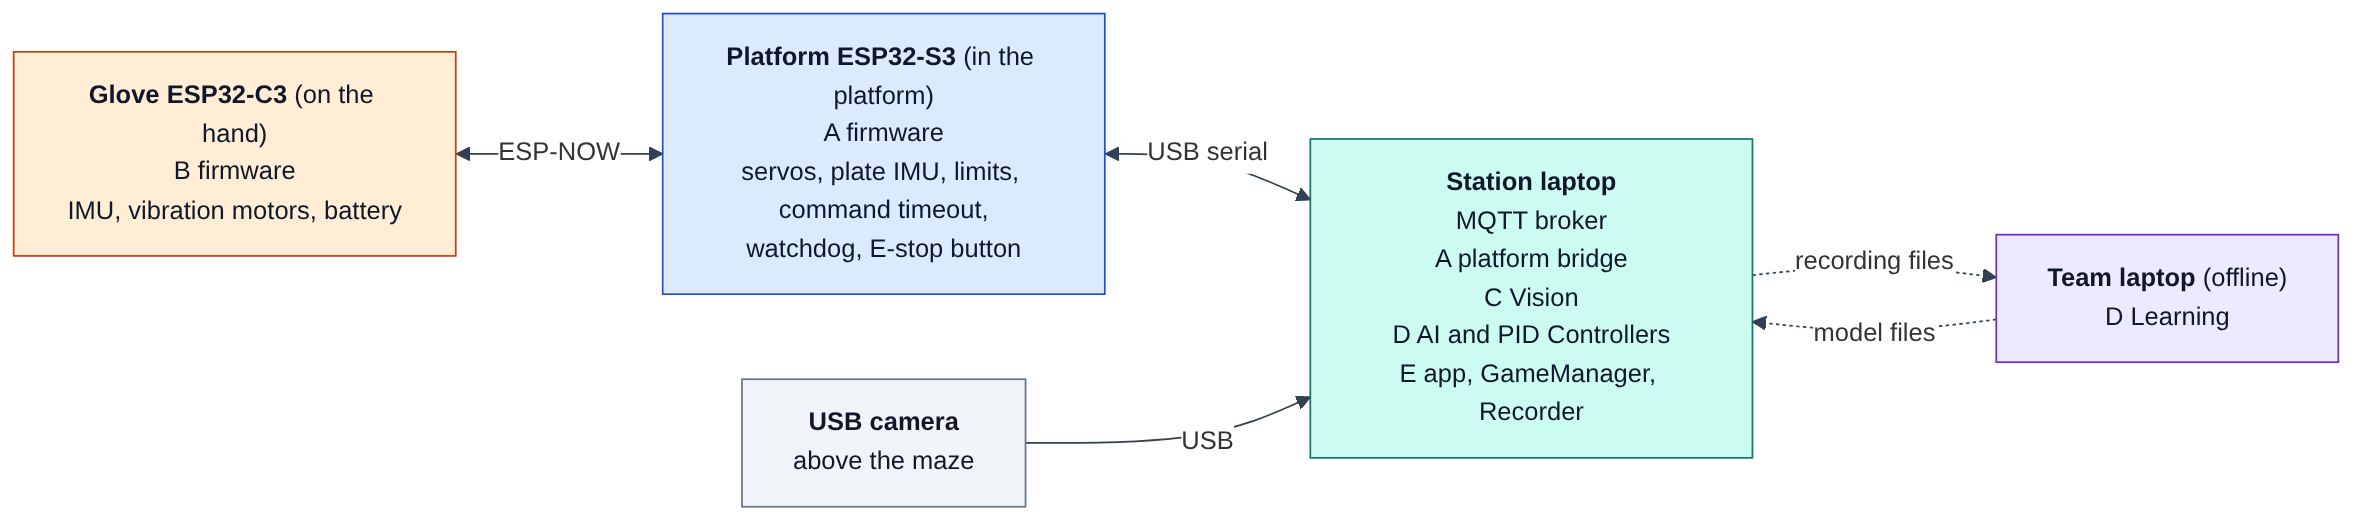 Glove ESP32-C3 (on the
hand)
B firmware
IMU, vibration motors, battery
ESP-NOW
Platform ESP32-S3 (in the
platform)
A firmware
servos, plate IMU, limits,
command timeout,
watchdog, E-stop button
USB serial
USB camera
above the maze
USB
Station laptop
MQTT broker
A platform bridge
C Vision
D AI and PID Controllers
E app, GameManager,
Recorder
recording files
model files
Team laptop (offline)
D Learning